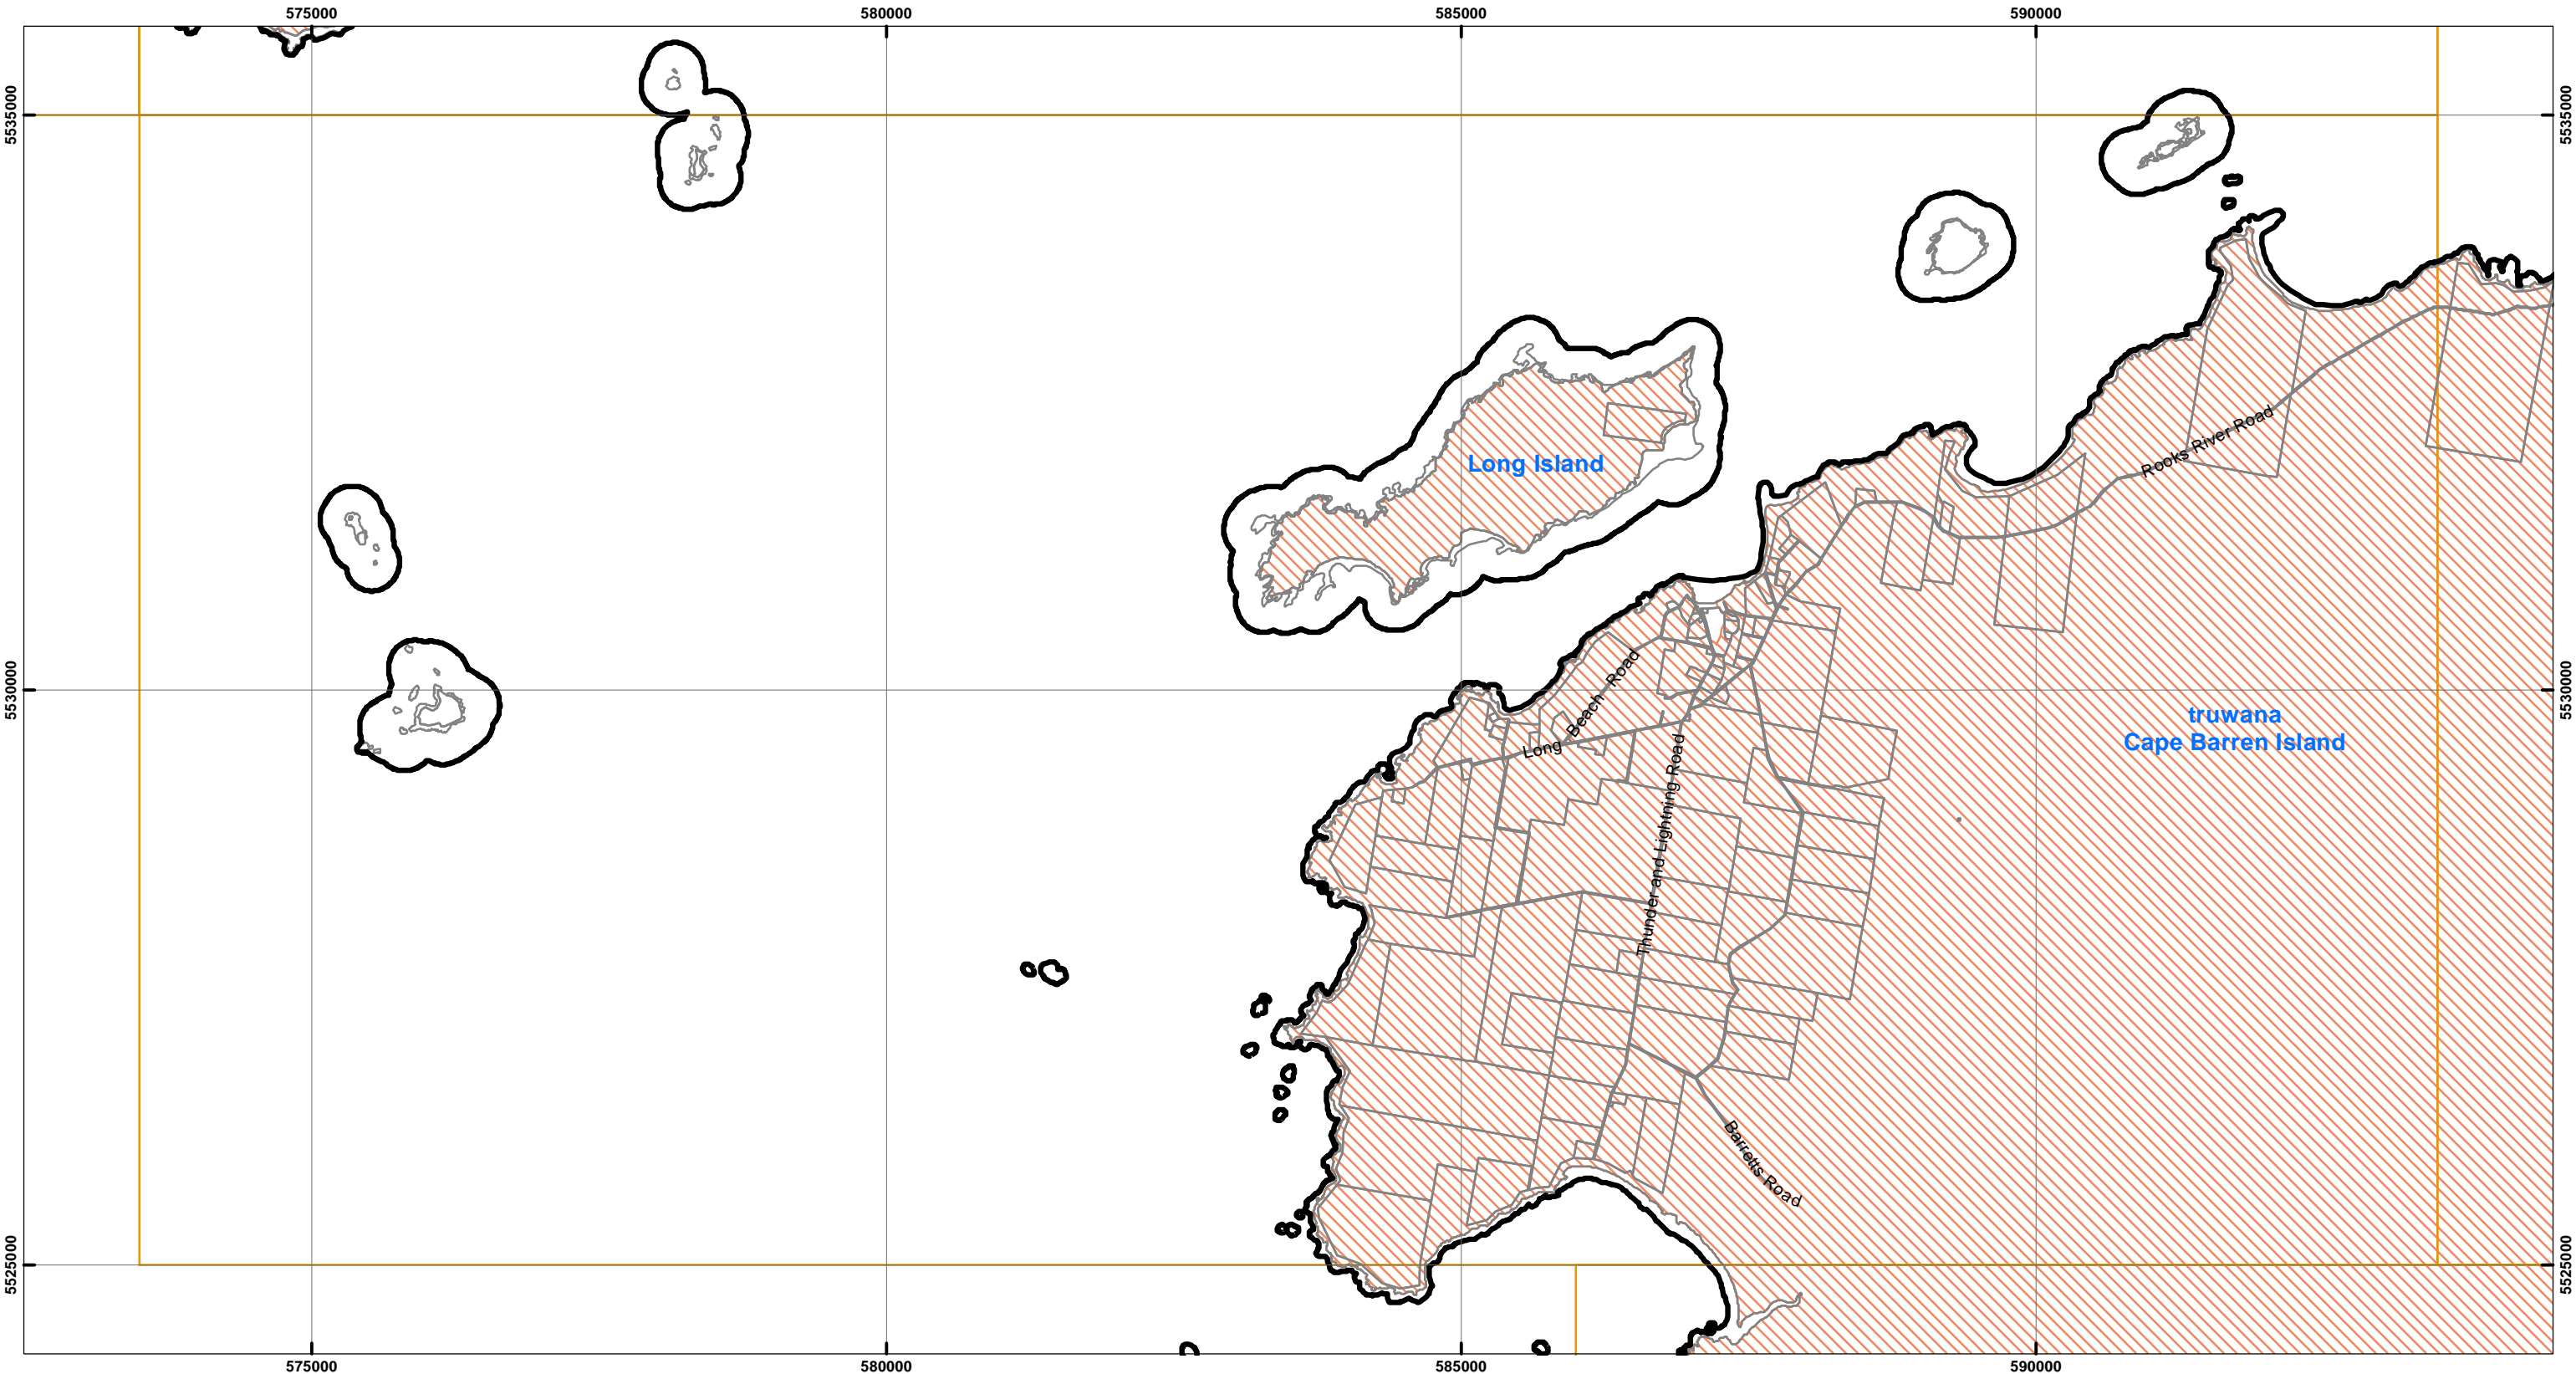 575000
580000
585000
590000
5535000
5535000
Rooks River Road
Long Island
Long Beach Road
5530000
5530000
truwana
Cape Barren Island
Thunder and Lightning Road
Barretts Road
5525000
5525000
575000
580000
585000
590000